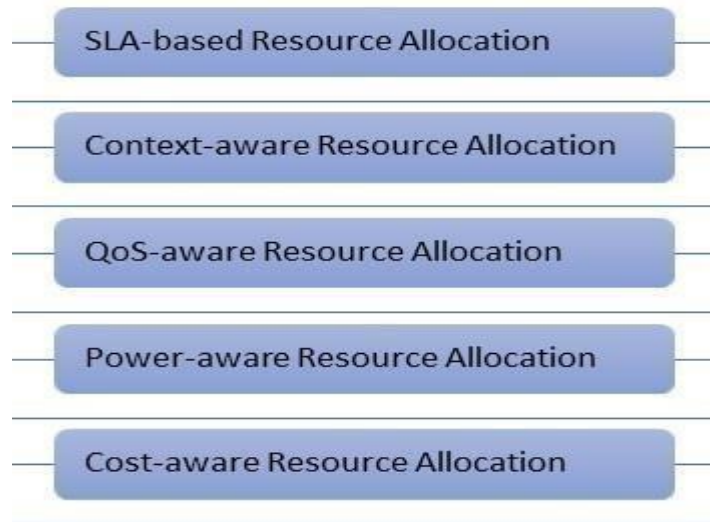 SLA-based Resource Allocation
Context-aware Resource Allocation
QoS-aware Resource Allocation
Power-aware Resource Allocation
Cost-aware Resource Allocation